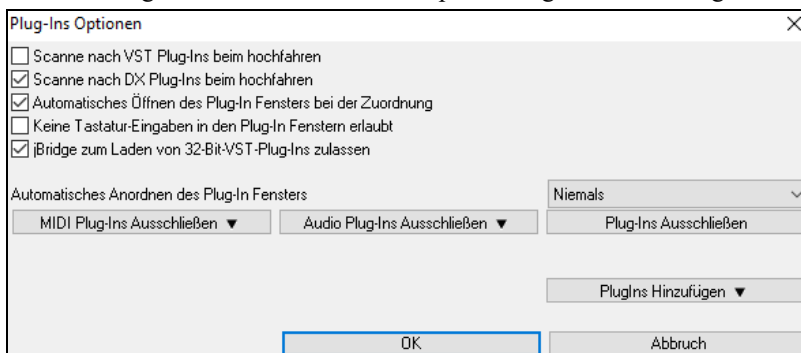 Plug-Ins Optionen
Scanne nach VST Plug-Ins beim hochfahren
Scanne nach DX Plug-Ins beim hochfahren
Automatisches Öffnen des Plug-In Fensters bei der Zuordnung
Keine Tastatur-Eingaben in den Plug-In Fenstern erlaubt
jBridge zum Laden von 32-Bit-VST-Plug-Ins zulassen
Automatisches Anordnen des Plug-In Fensters Niemals
MIDI Plug-Ins Ausschließen ▼ Audio Plug-Ins Ausschließen ▼ Plug-Ins Ausschließen
PlugIns Hinzufügen ▼
OK Abbruch